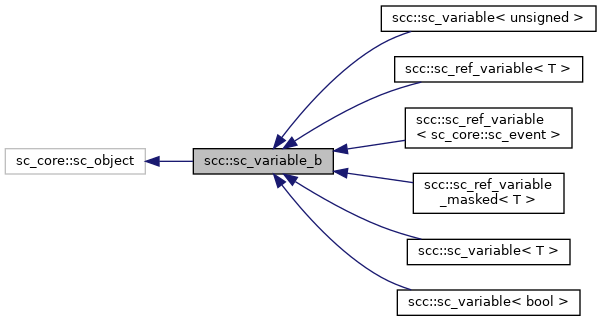 scc::sc_variable< unsigned >
scc::sc_ref_variable< T >
scc::sc_ref_variable
< sc_core::sc_event >
sc_core::sc_object
scc::sc_variable_b
scc::sc_ref_variable
_masked< T >
scc::sc_variable< T >
scc::sc_variable< bool >